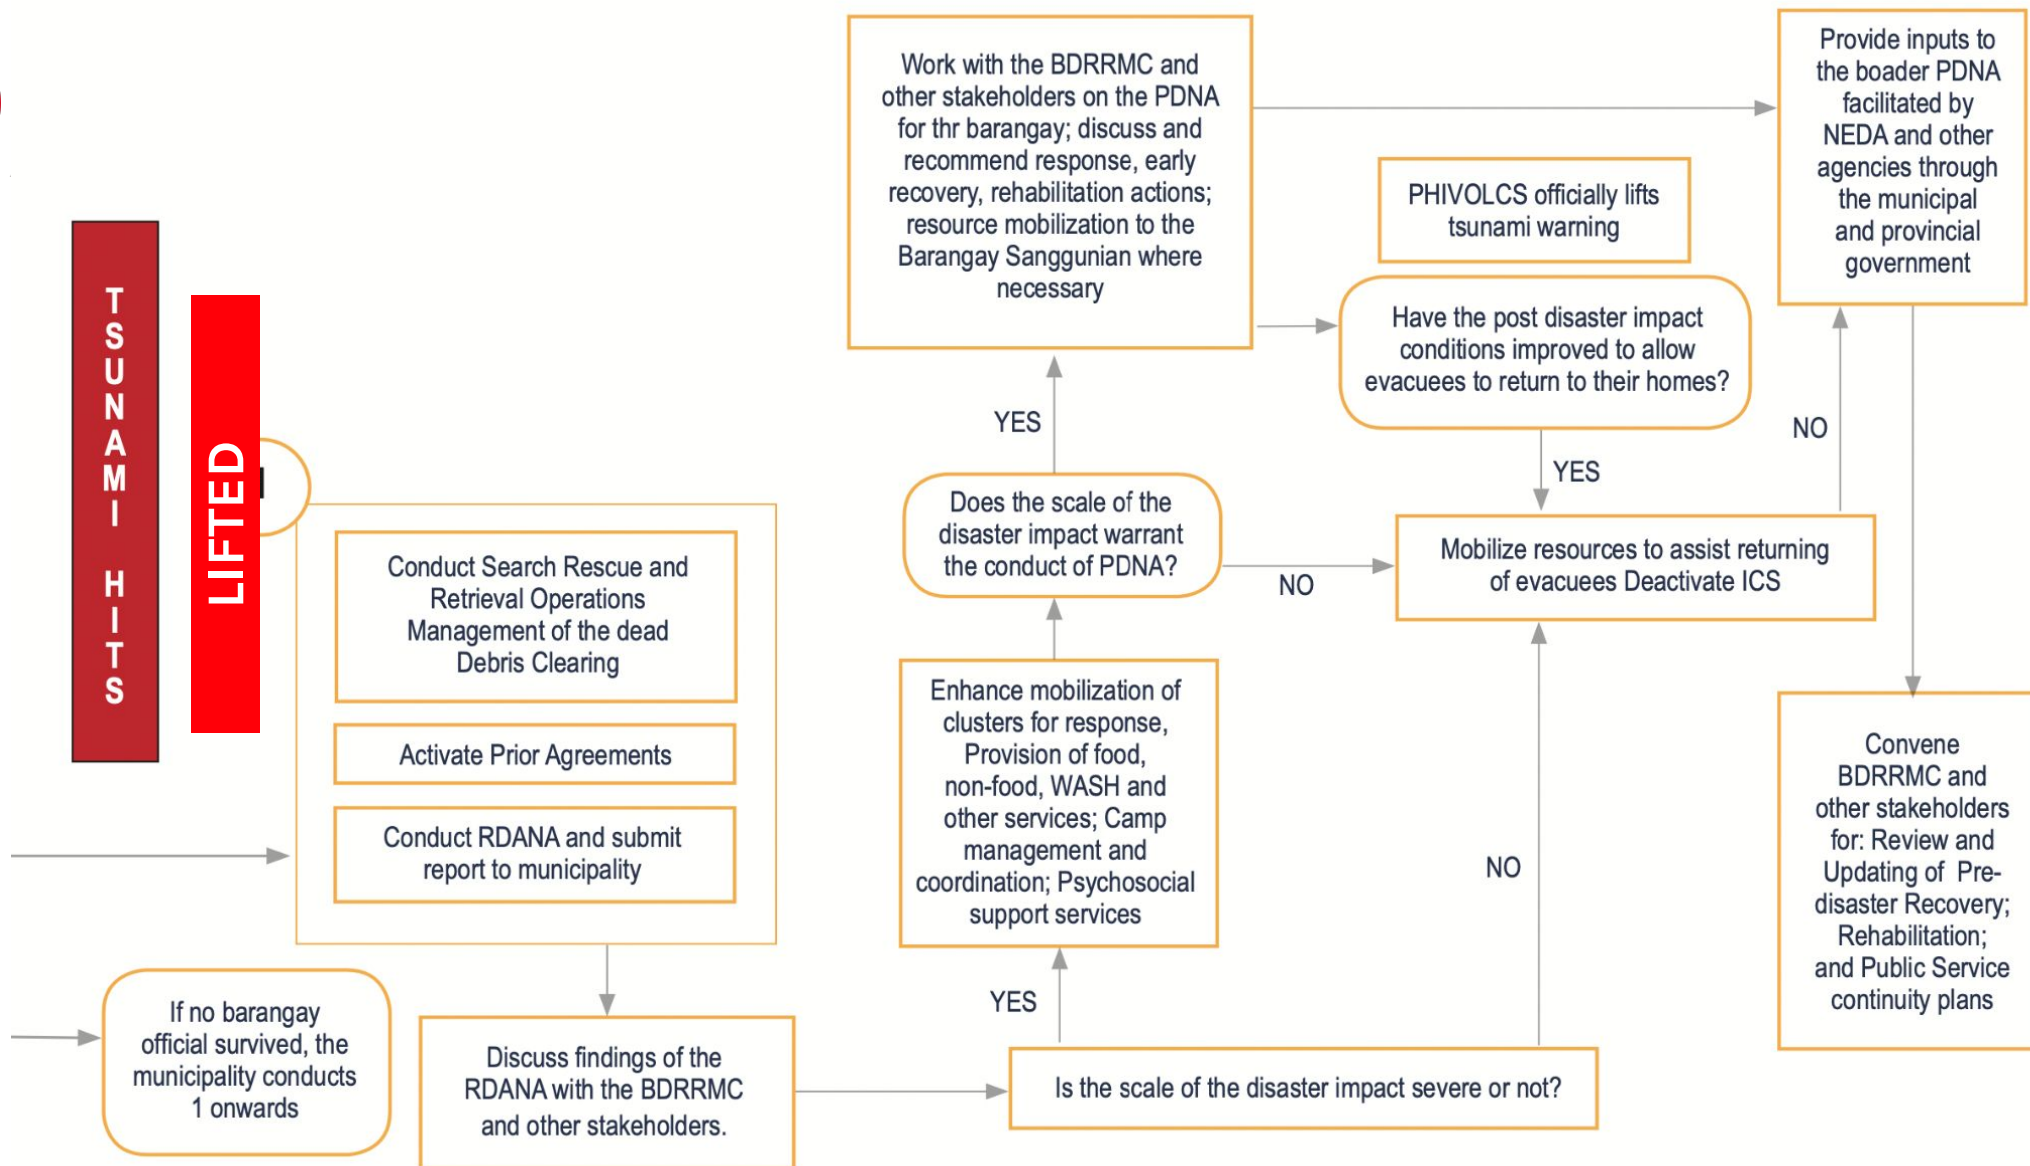 TSUNAMI HITS
LIFTED
Conduct Search Rescue and
Retrieval Operations
Management of the dead
Debris Clearing
Activate Prior Agreements
Conduct RDANA and submit
report to municipality
If no barangay
official survived, the
municipality conducts
1 onwards
Discuss findings of the
RDANA with the BDRRMC
and other stakeholders.
Is the scale of the disaster impact severe or not?
YES
NO
Enhance mobilization of
clusters for response,
Provision of food,
non-food, WASH and
other services; Camp
management and
coordination; Psychosocial
support services
Does the scale of the
disaster impact warrant
the conduct of PDNA?
YES
NO
Work with the BDRRMC and
other stakeholders on the PDNA
for thr barangay; discuss and
recommend response, early
recovery, rehabilitation actions;
resource mobilization to the
Barangay Sanggunian where
necessary
PHIVOLCS officially lifts
tsunami warning
Have the post disaster impact
conditions improved to allow
evacuees to return to their homes?
YES
NO
Mobilize resources to assist returning
of evacuees Deactivate ICS
Provide inputs to
the boader PDNA
facilitated by
NEDA and other
agencies through
the municipal
and provincial
government
Convene
BDRRMC and
other stakeholders
for: Review and
Updating of Pre-
disaster Recovery;
Rehabilitation;
and Public Service
continuity plans